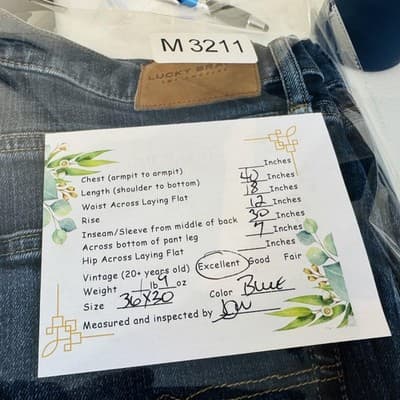 M 3211
LUCKY BRAN
Chest (armpit to armpit) Inches
Length (shoulder to bottom) 40 Inches
Waist Across Laying Flat 18 Inches
Rise 12 Inches
Inseam/Sleeve from middle of back 30 Inches
Across bottom of pant leg 7 Inches
Hip Across Laying Flat Inches
Vintage (20+ years old) Excellent Good Fair
Weight 1 lb 9 oz
Size 36X30 Color BLUE
Measured and inspected by